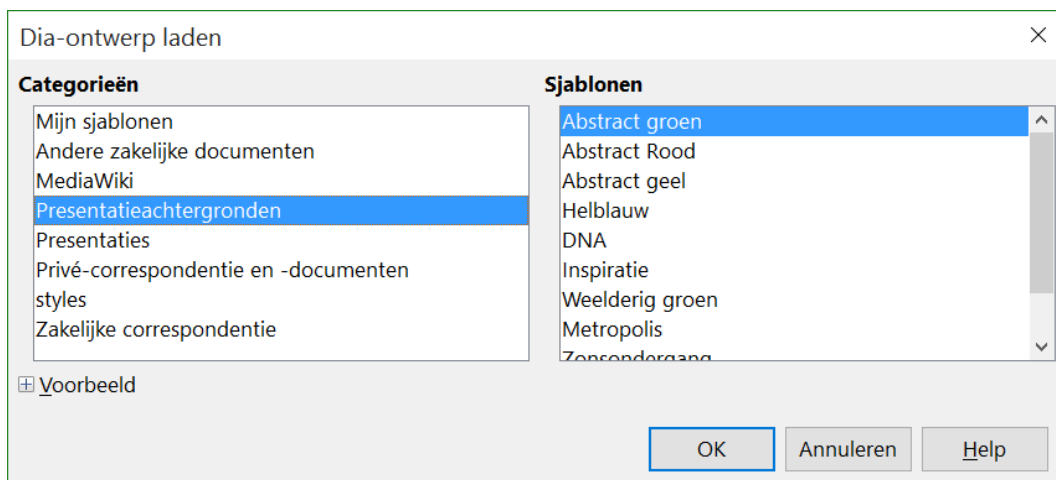 Dia-ontwerp laden
Categorieën
Mijn sjablonen
Andere zakelijke documenten
MediaWiki
Presentatieachtergronden
Presentaties
Privé-correspondentie en -documenten
styles
Zakelijke correspondentie
Sjablonen
Abstract groen
Abstract Rood
Abstract geel
Helblauw
DNA
Inspiratie
Weelderig groen
Metropolis
Zonsondergang
Voorbeeld
OK
Annuleren
Help